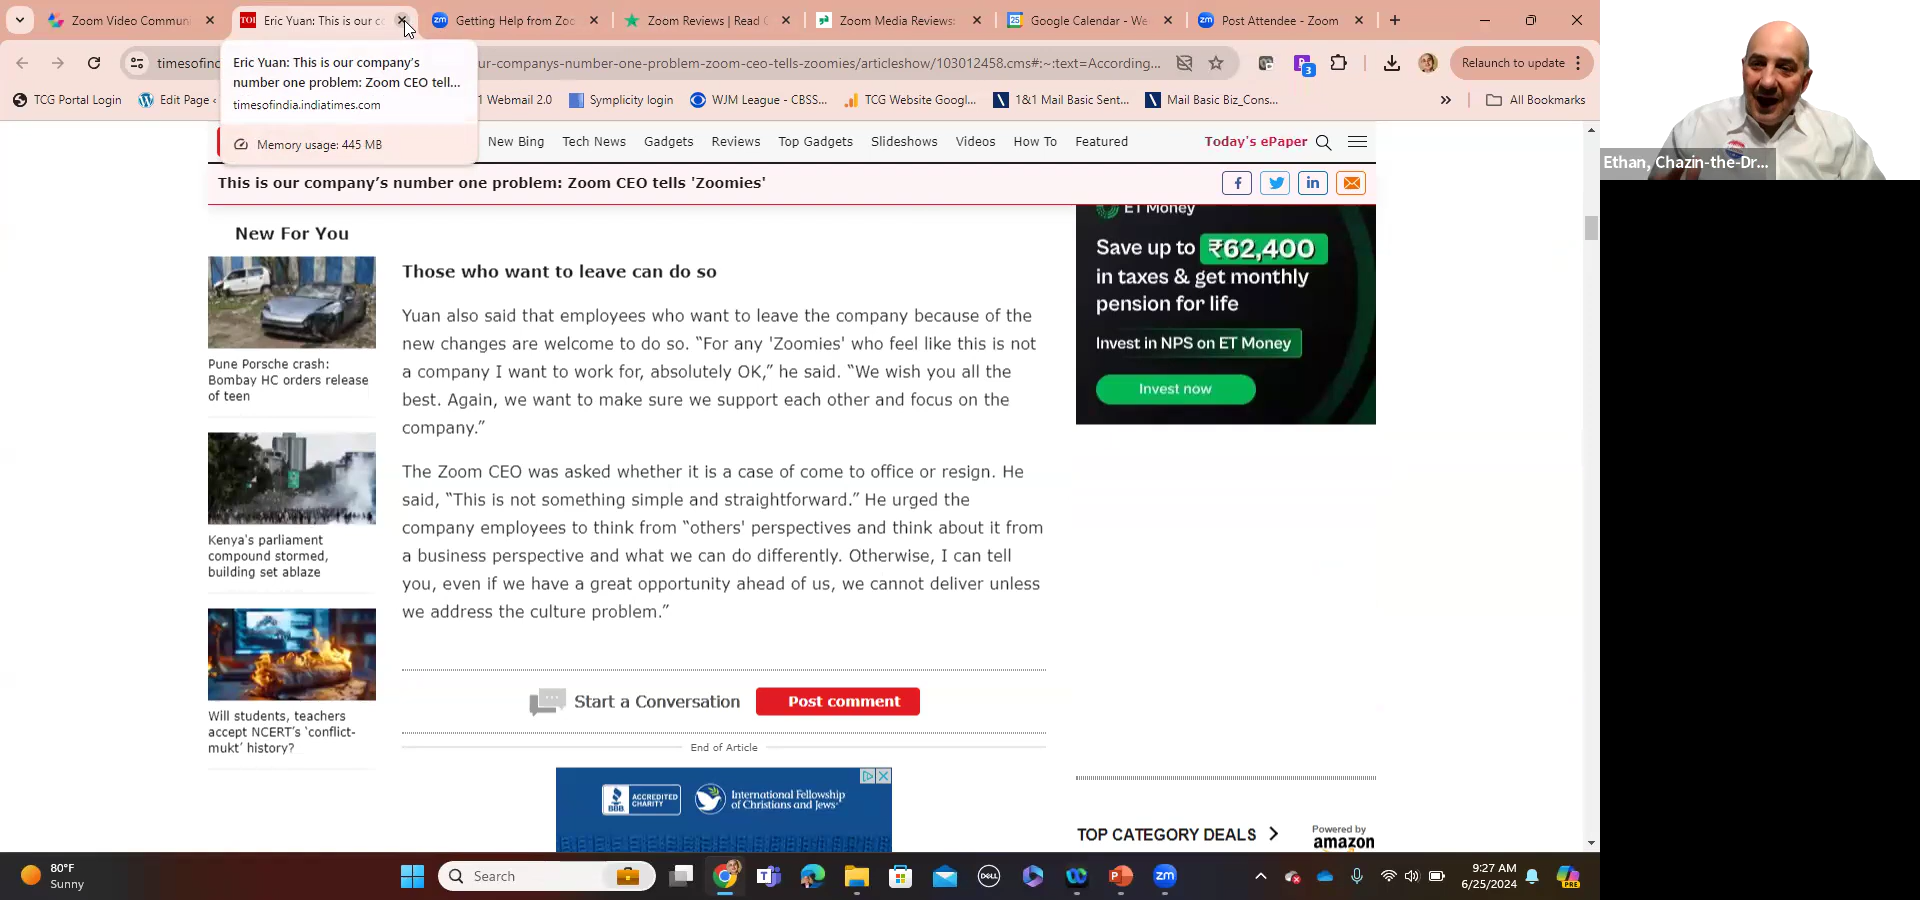 Zoom Video Commun
Eric Yuan: This is our co
Getting Help from Zoo
Zoom Reviews | Read C
Zoom Media Reviews:
Google Calendar - We
Post Attendee - Zoom
timesofin
ur-companys-number-one-problem-zoom-ceo-tells-zoomies/articleshow/103012458.cms#:~:text=According...
3
Relaunch to update
Eric Yuan: This is our company's
number one problem: Zoom CEO tell...
timesofindia.indiatimes.com
Memory usage: 445 MB
TCG Portal Login
Edit Page
1 Webmail 2.0
Symplicity login
WJM League - CBSS...
TCG Website Googl...
1&1 Mail Basic Sent...
Mail Basic Biz_Cons...
All Bookmarks
New Bing
Tech News
Gadgets
Reviews
Top Gadgets
Slideshows
Videos
How To
Featured
Today's ePaper
This is our company's number one problem: Zoom CEO tells 'Zoomies'
New For You
Pune Porsche crash:
Bombay HC orders release
of teen
Kenya's parliament
compound stormed,
building set ablaze
Will students, teachers
accept NCERT's 'conflict-
mukt' history?
Those who want to leave can do so
Yuan also said that employees who want to leave the company because of the
new changes are welcome to do so. “For any 'Zoomies' who feel like this is not
a company I want to work for, absolutely OK,” he said. “We wish you all the
best. Again, we want to make sure we support each other and focus on the
company.”
The Zoom CEO was asked whether it is a case of come to office or resign. He
said, “This is not something simple and straightforward.” He urged the
company employees to think from “others' perspectives and think about it from
a business perspective and what we can do differently. Otherwise, I can tell
you, even if we have a great opportunity ahead of us, we cannot deliver unless
we address the culture problem.”
Start a Conversation
Post comment
End of Article
BBB
ACCREDITED
CHARITY
International Fellowship
of Christians and Jews
ET Money
Save up to ₹62,400
in taxes & get monthly
pension for life
Invest in NPS on ET Money
Invest now
TOP CATEGORY DEALS
Powered by
amazon
Ethan, Chazin-the-Dr...
80°F
Sunny
Search
DELL
9:27 AM
6/25/2024
PRE